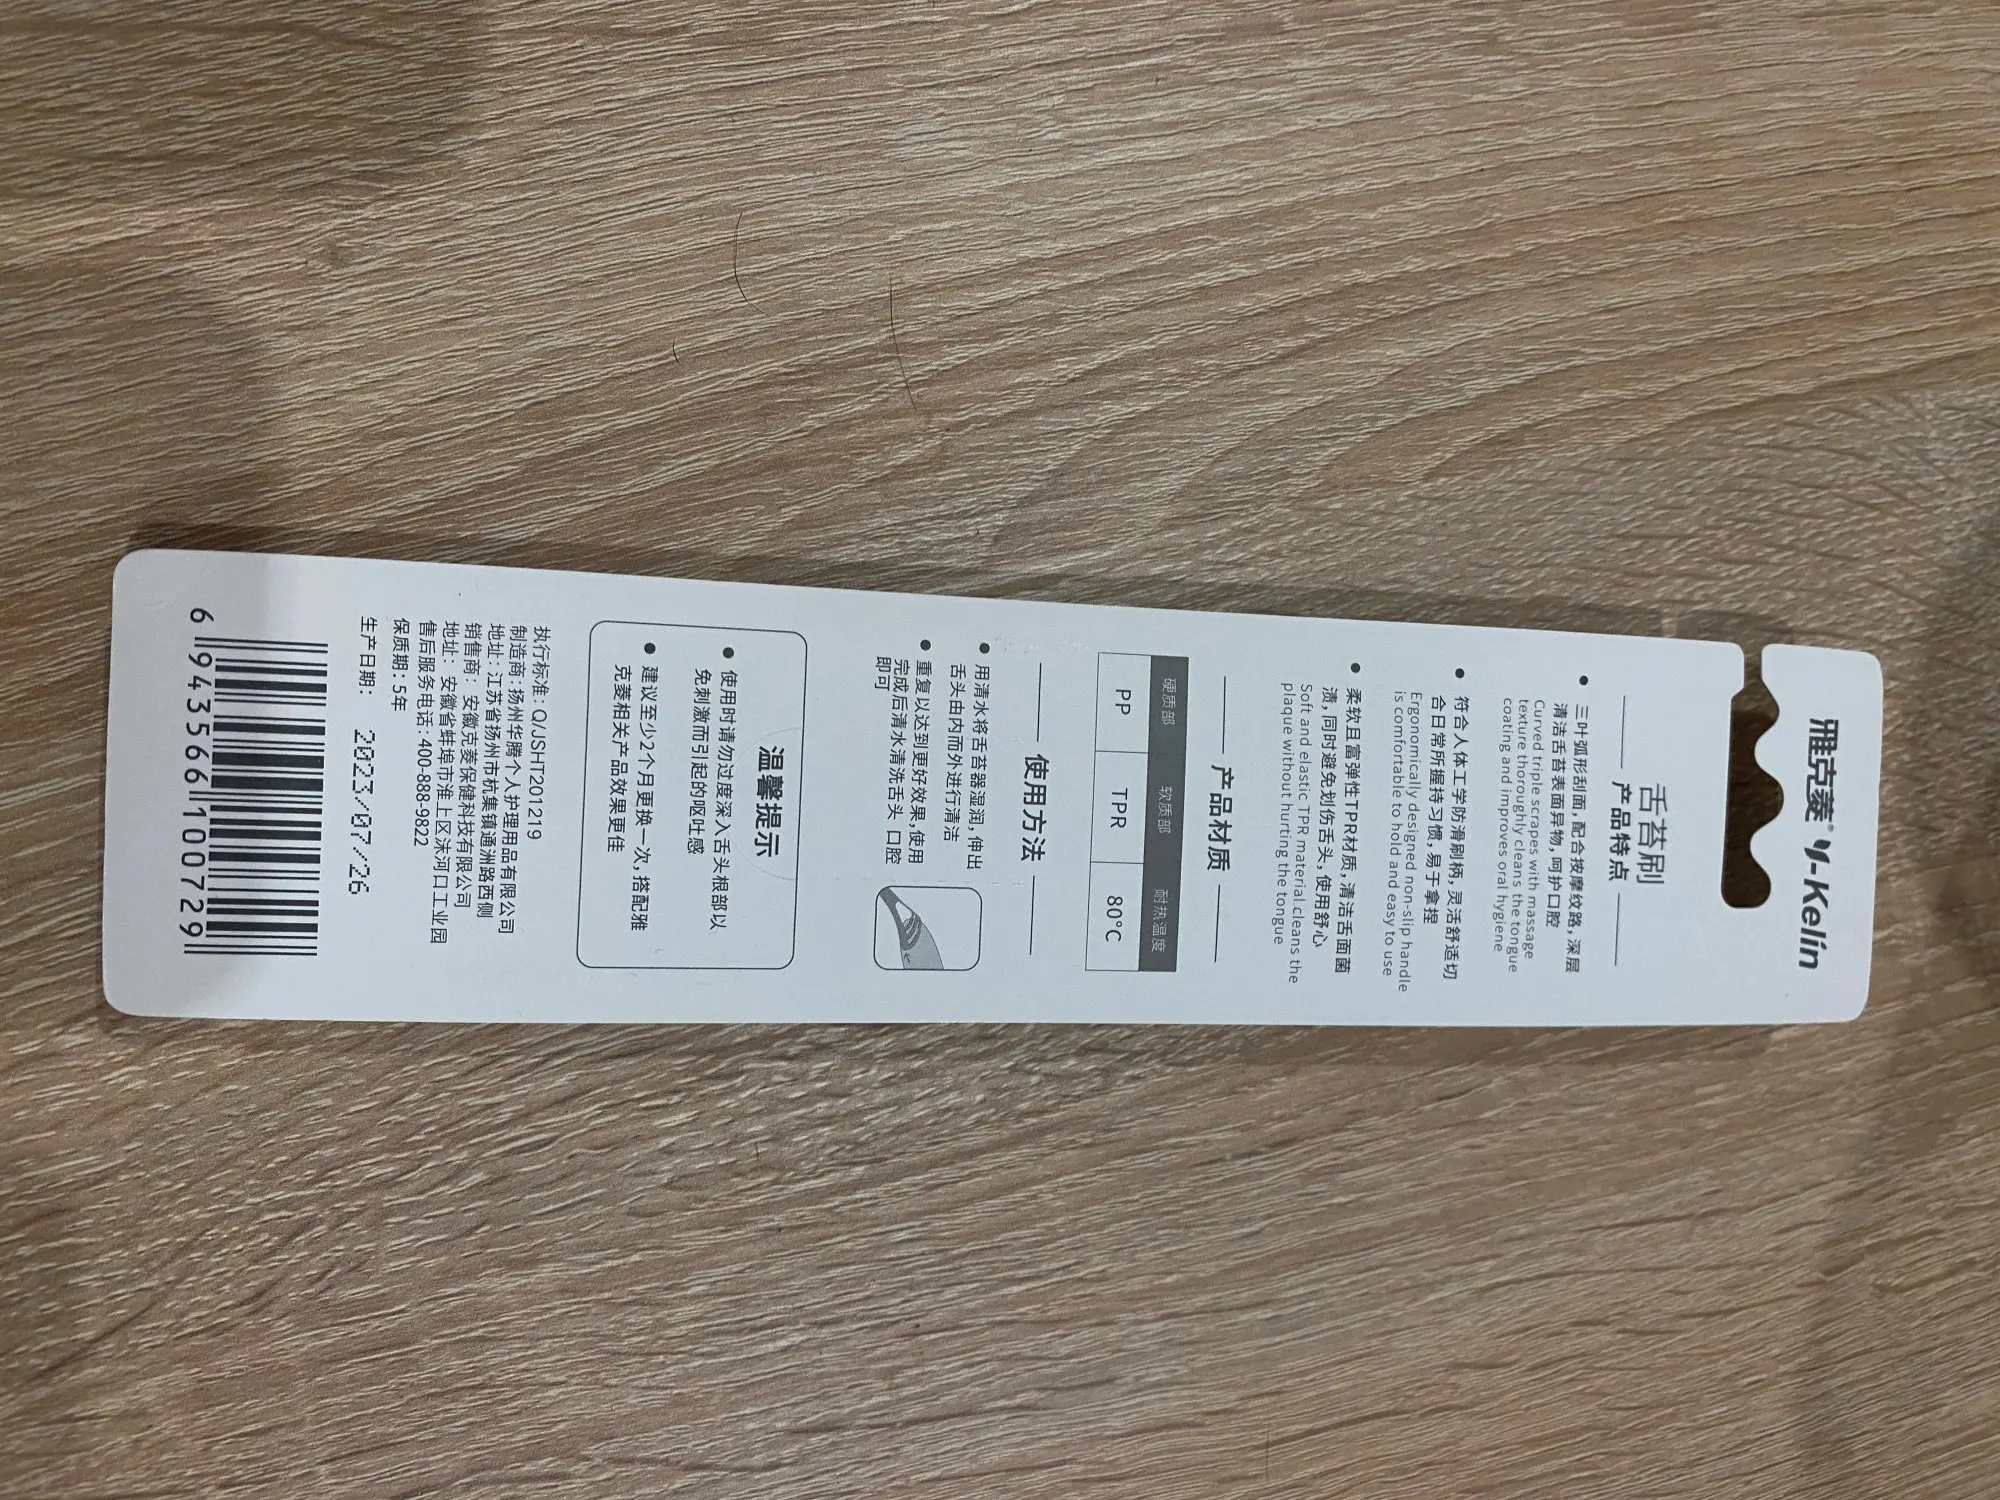 雅克菱® Y-Kelin
舌苔刷
产品特点
● 三叶弧形刮面,配合按摩纹路,深层
清洁舌苔表面异物,呵护口腔
Curved triple scrapes with massage
texture thoroughly cleans the tongue
coating and improves oral hygiene
● 符合人体工学防滑刷柄,灵活舒适切
合日常所握持习惯,易于拿捏
Ergonomically designed non-slip handle
is comfortable to hold and easy to use
● 柔软且富弹性TPR材质,清洁舌面菌
渍,同时避免划伤舌头,使用舒心
Soft and elastic TPR material cleans the
plaque without hurting the tongue
产品材质
硬质部 软质部 耐热温度
PP TPR 80°C
使用方法
● 用清水将舌苔器湿润,伸出
舌头由内而外进行清洁
● 重复以达到更好效果,使用
完成后清水清洗舌头 口腔
即可
温馨提示
● 使用时请勿过度深入舌头根部以
免刺激而引起的呕吐感
● 建议至少2个月更换一次,搭配雅
克菱相关产品效果更佳
执行标准:Q/JSHT201219
制造商:扬州华腾个人护理用品有限公司
地址:江苏省扬州市杭集镇通洲路西侧
销售商:安徽克菱保健科技有限公司
地址:安徽省蚌埠市淮上区沫河口工业园
售后服务电话:400-888-9822
保质期:5年
生产日期: 2023/07/26
6 943566 100729